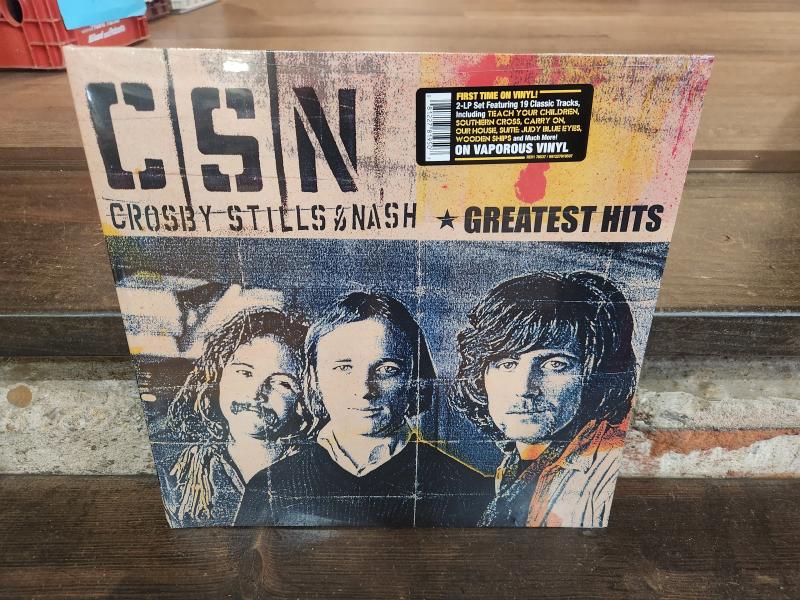 CSN
CROSBY STILLS & NASH ★ GREATEST HITS
FIRST TIME ON VINYL!
2-LP Set Featuring 19 Classic Tracks,
Including TEACH YOUR CHILDREN,
SOUTHERN CROSS, CARRY ON,
OUR HOUSE, SUITE: JUDY BLUE EYES,
WOODEN SHIPS and Much More!
ON VAPOROUS VINYL